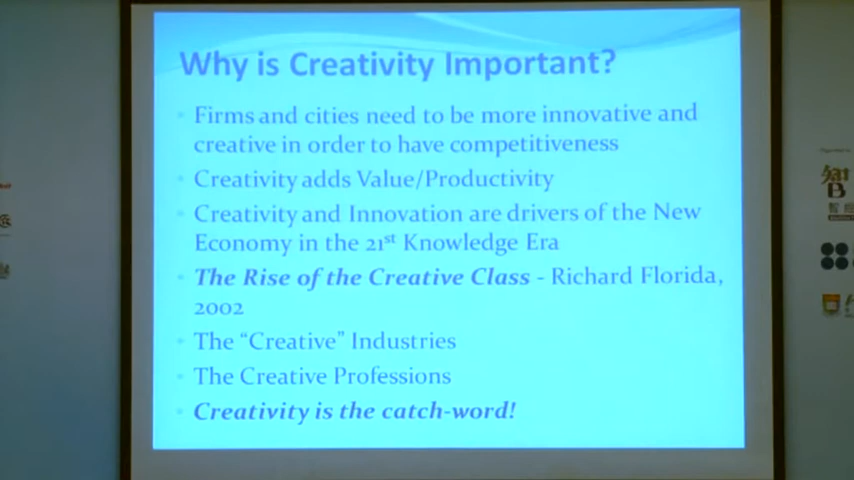 Why is Creativity Important?
Firms and cities need to be more innovative and
creative in order to have competitiveness
Creativity adds Value/Productivity
Creativity and Innovation are drivers of the New
Economy in the 21st Knowledge Era
The Rise of the Creative Class - Richard Florida,
2002
The "Creative" Industries
The Creative Professions
Creativity is the catch-word!